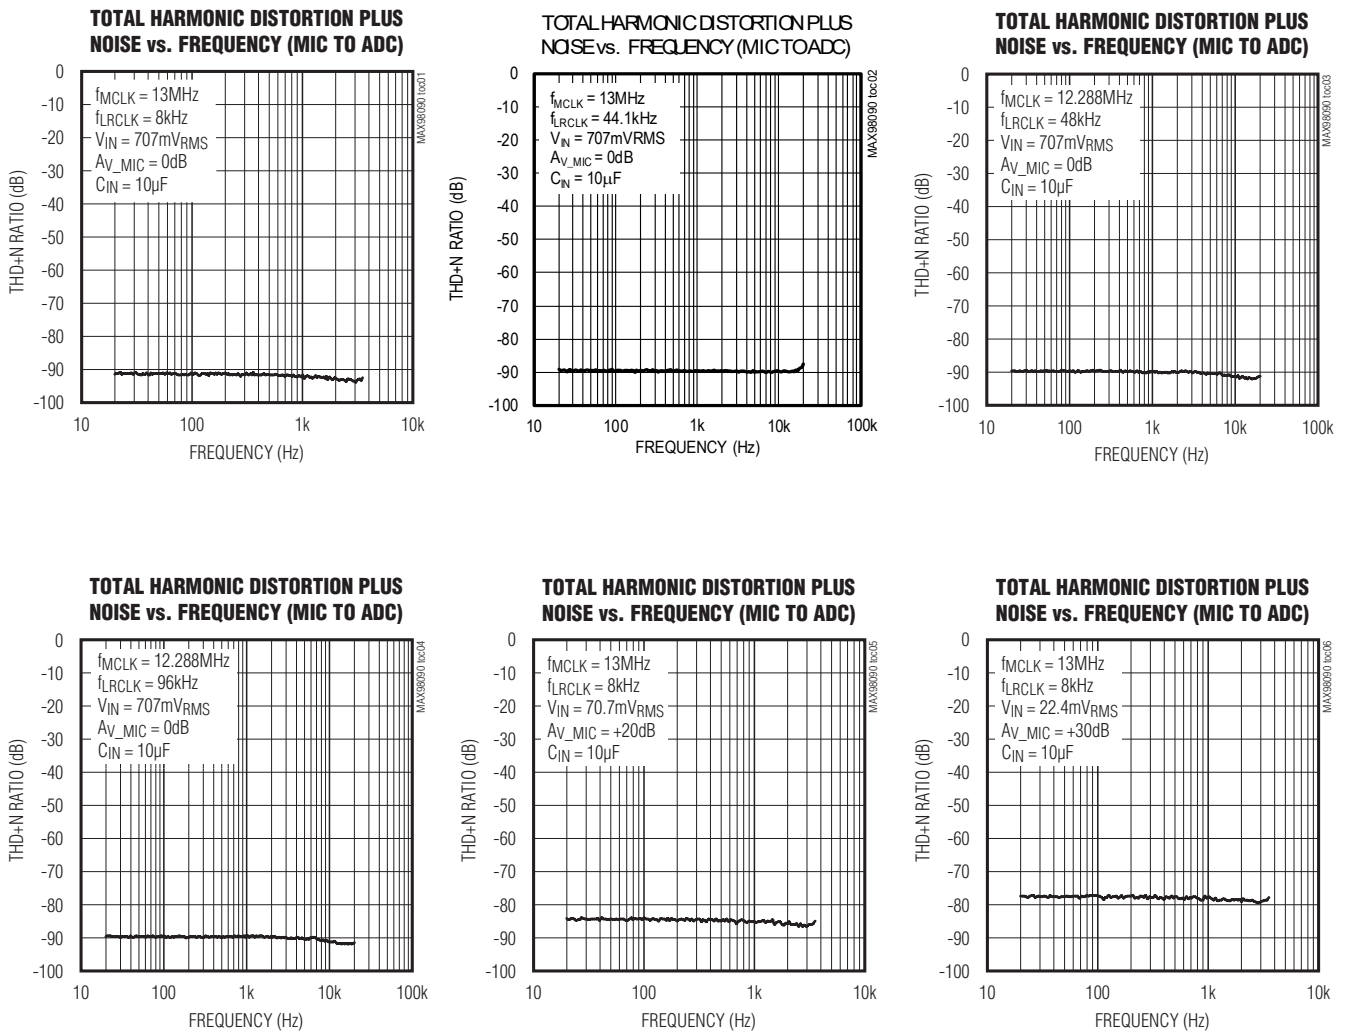 TOTAL HARMONIC DISTORTION PLUS
NOISE vs. FREQUENCY (MIC TO ADC)
THD+N RATIO (dB)
0
-10
-20
-30
-40
-50
-60
-70
-80
-90
-100
fMCLK = 13MHz
fLRCLK = 8kHz
VIN = 707mVRMS
AV_MIC = 0dB
CIN = 10µF
MAX98090 toc01
10
100
1k
10k
FREQUENCY (Hz)
TOTAL HARMONIC DISTORTION PLUS
NOISE vs. FREQUENCY (MIC TO ADC)
THD+N RATIO (dB)
0
-10
-20
-30
-40
-50
-60
-70
-80
-90
-100
fMCLK = 13MHz
fLRCLK = 44.1kHz
VIN = 707mVRMS
AV_MIC = 0dB
CIN = 10µF
MAX98090 toc02
10
100
1k
10k
100k
FREQUENCY (Hz)
TOTAL HARMONIC DISTORTION PLUS
NOISE vs. FREQUENCY (MIC TO ADC)
THD+N RATIO (dB)
0
-10
-20
-30
-40
-50
-60
-70
-80
-90
-100
fMCLK = 12.288MHz
fLRCLK = 48kHz
VIN = 707mVRMS
AV_MIC = 0dB
CIN = 10µF
MAX98090 toc03
10
100
1k
10k
100k
FREQUENCY (Hz)
TOTAL HARMONIC DISTORTION PLUS
NOISE vs. FREQUENCY (MIC TO ADC)
THD+N RATIO (dB)
0
-10
-20
-30
-40
-50
-60
-70
-80
-90
-100
fMCLK = 12.288MHz
fLRCLK = 96kHz
VIN = 707mVRMS
AV_MIC = 0dB
CIN = 10µF
MAX98090 toc04
10
100
1k
10k
100k
FREQUENCY (Hz)
TOTAL HARMONIC DISTORTION PLUS
NOISE vs. FREQUENCY (MIC TO ADC)
THD+N RATIO (dB)
0
-10
-20
-30
-40
-50
-60
-70
-80
-90
-100
fMCLK = 13MHz
fLRCLK = 8kHz
VIN = 70.7mVRMS
AV_MIC = +20dB
CIN = 10µF
MAX98090 toc05
10
100
1k
10k
FREQUENCY (Hz)
TOTAL HARMONIC DISTORTION PLUS
NOISE vs. FREQUENCY (MIC TO ADC)
THD+N RATIO (dB)
0
-10
-20
-30
-40
-50
-60
-70
-80
-90
-100
fMCLK = 13MHz
fLRCLK = 8kHz
VIN = 22.4mVRMS
AV_MIC = +30dB
CIN = 10µF
MAX98090 toc06
10
100
1k
10k
FREQUENCY (Hz)